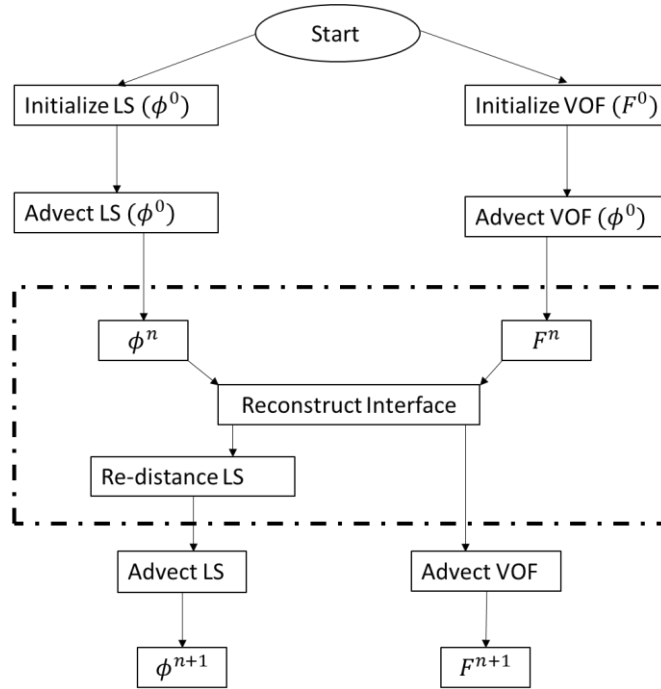 Start
Initialize LS (ϕ⁰)
Initialize VOF (F⁰)
Advect LS (ϕ⁰)
Advect VOF (ϕ⁰)
ϕⁿ
Fⁿ
Reconstruct Interface
Re-distance LS
Advect LS
Advect VOF
ϕⁿ⁺¹
Fⁿ⁺¹